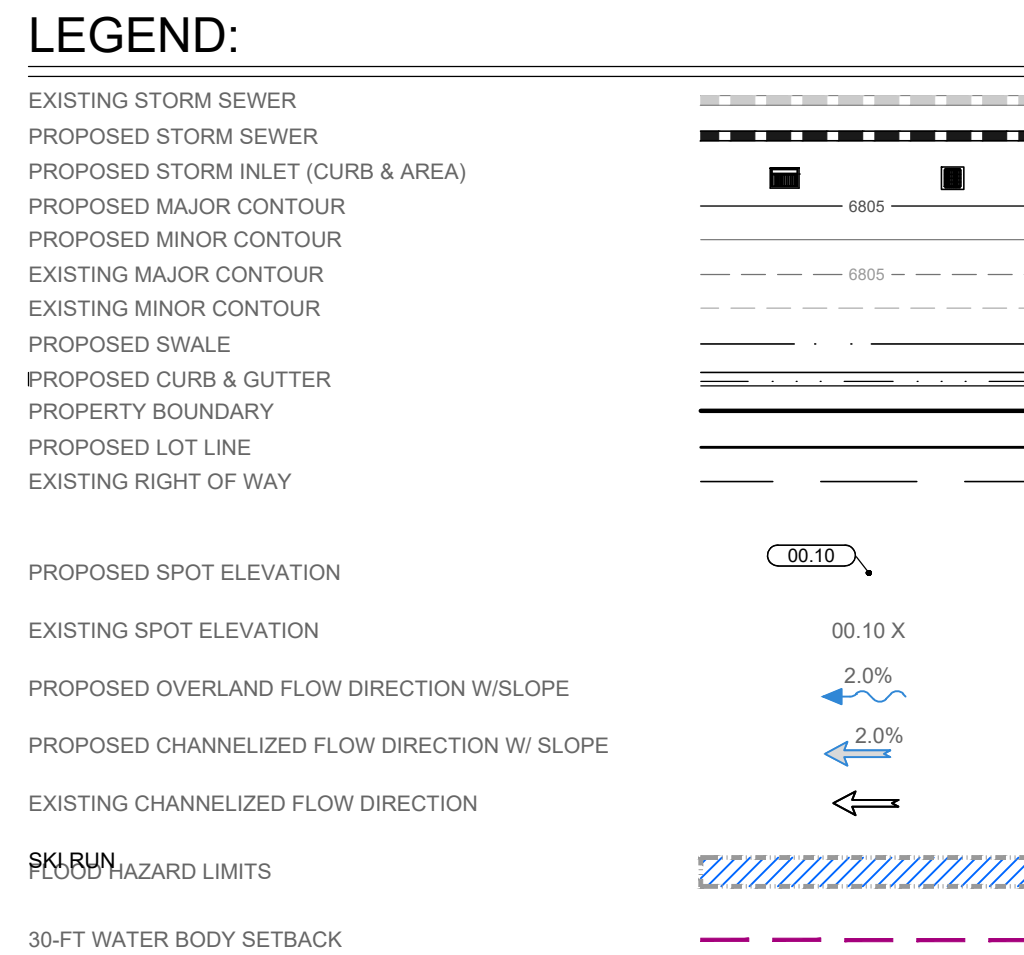 LEGEND:
EXISTING STORM SEWER
PROPOSED STORM SEWER
PROPOSED STORM INLET (CURB & AREA)
PROPOSED MAJOR CONTOUR 6805
PROPOSED MINOR CONTOUR
EXISTING MAJOR CONTOUR 6805
EXISTING MINOR CONTOUR
PROPOSED SWALE
PROPOSED CURB & GUTTER
PROPERTY BOUNDARY
PROPOSED LOT LINE
EXISTING RIGHT OF WAY
00.10
PROPOSED SPOT ELEVATION
EXISTING SPOT ELEVATION 00.10 X
2.0%
PROPOSED OVERLAND FLOW DIRECTION W/SLOPE
2.0%
PROPOSED CHANNELIZED FLOW DIRECTION W/ SLOPE
EXISTING CHANNELIZED FLOW DIRECTION
SKI RUN
FLOOD HAZARD LIMITS
30-FT WATER BODY SETBACK